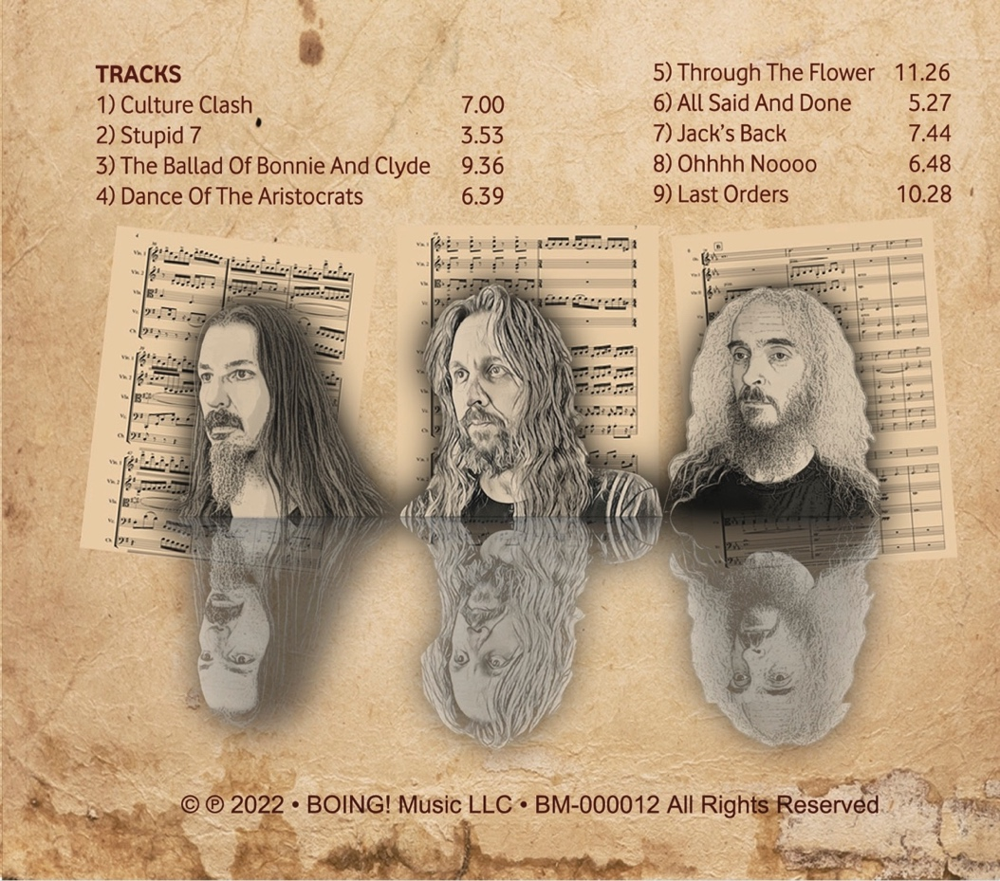 TRACKS
1) Culture Clash 7.00
2) Stupid 7 3.53
3) The Ballad Of Bonnie And Clyde 9.36
4) Dance Of The Aristocrats 6.39
5) Through The Flower 11.26
6) All Said And Done 5.27
7) Jack's Back 7.44
8) Ohhhh Noooo 6.48
9) Last Orders 10.28
© ℗ 2022 • BOING! Music LLC • BM-000012 All Rights Reserved